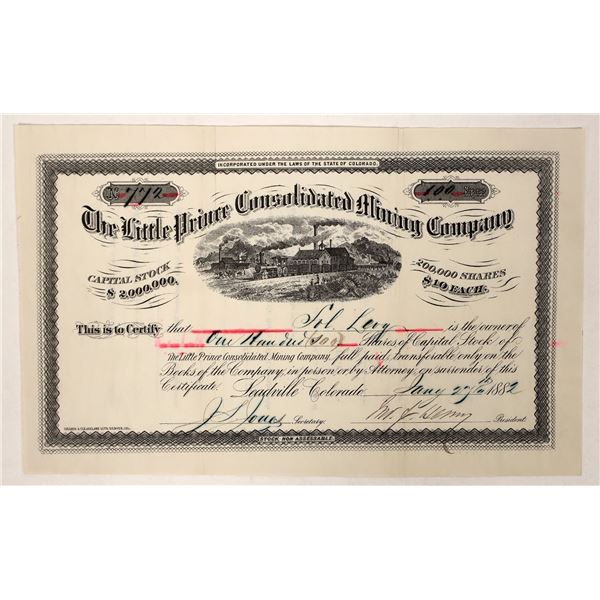 INCORPORATED UNDER THE LAWS OF THE STATE OF COLORADO.
No. 772
100 Shares
The Little Prince Consolidated Mining Company
CAPITAL STOCK
$ 2,000,000.
200,000 SHARES
$ 10 EACH.
This is to Certify that Sol Levy is the owner of
One Hundred 100 Shares of Capital Stock of
The Little Prince Consolidated Mining Company, full paid, transferable only on the
Books of the Company, in person or by Attorney, on surrender of this
Certificate. Leadville Colorado, Jany 27th 1882
Secretary.
President.
STOCK NON ASSESSABLE.